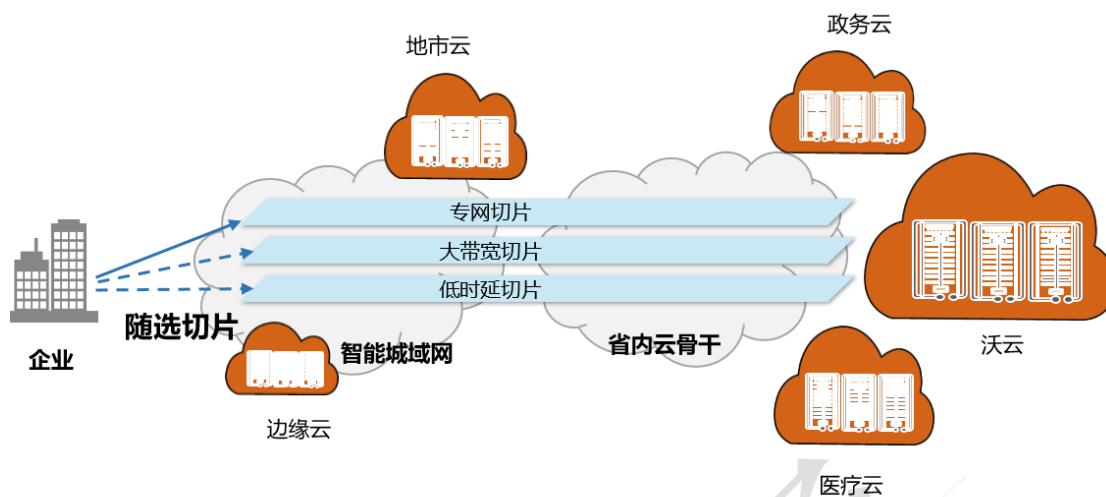 地市云
政务云
专网切片
大带宽切片
低时延切片
随选切片
企业
智能城域网
省内云骨干
沃云
边缘云
医疗云